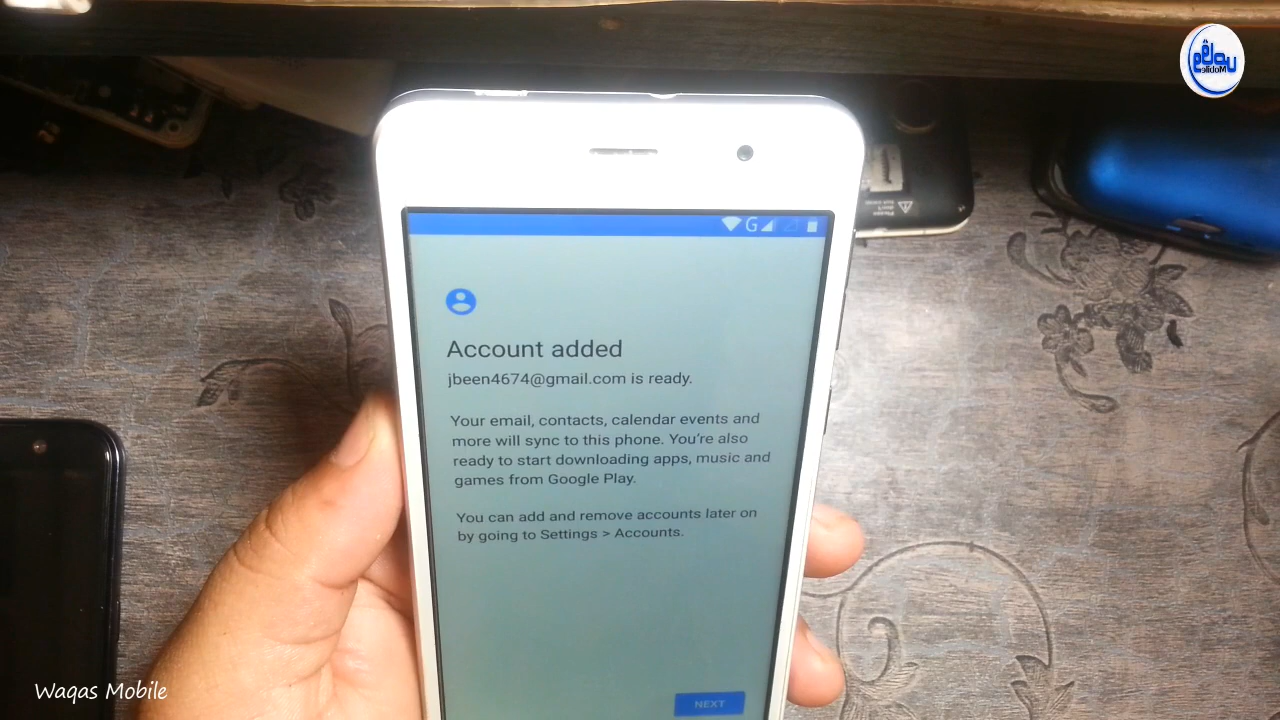 G
Account added
jbeen4674@gmail.com is ready.
Your email, contacts, calendar events and
more will sync to this phone. You're also
ready to start downloading apps, music and
games from Google Play.
You can add and remove accounts later on
by going to Settings > Accounts.
NEXT
Waqas Mobile